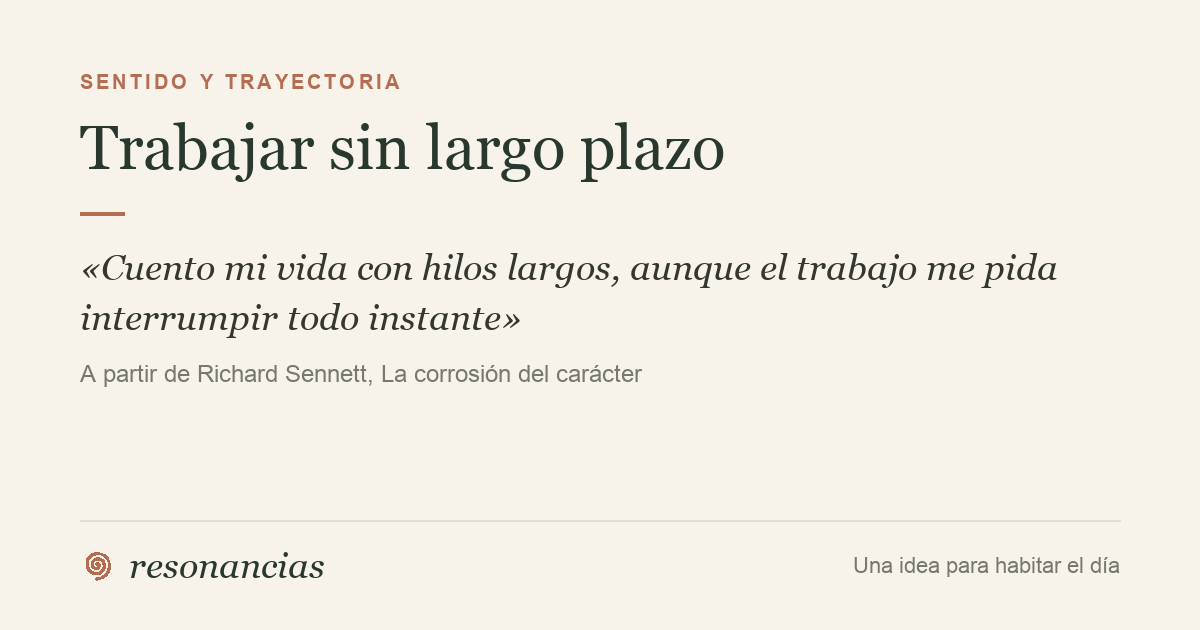 SENTIDO Y TRAYECTORIA
Trabajar sin largo plazo
«Cuento mi vida con hilos largos, aunque el trabajo me pida
interrumpir todo instante»
A partir de Richard Sennett, La corrosión del carácter
resonancias
Una idea para habitar el día